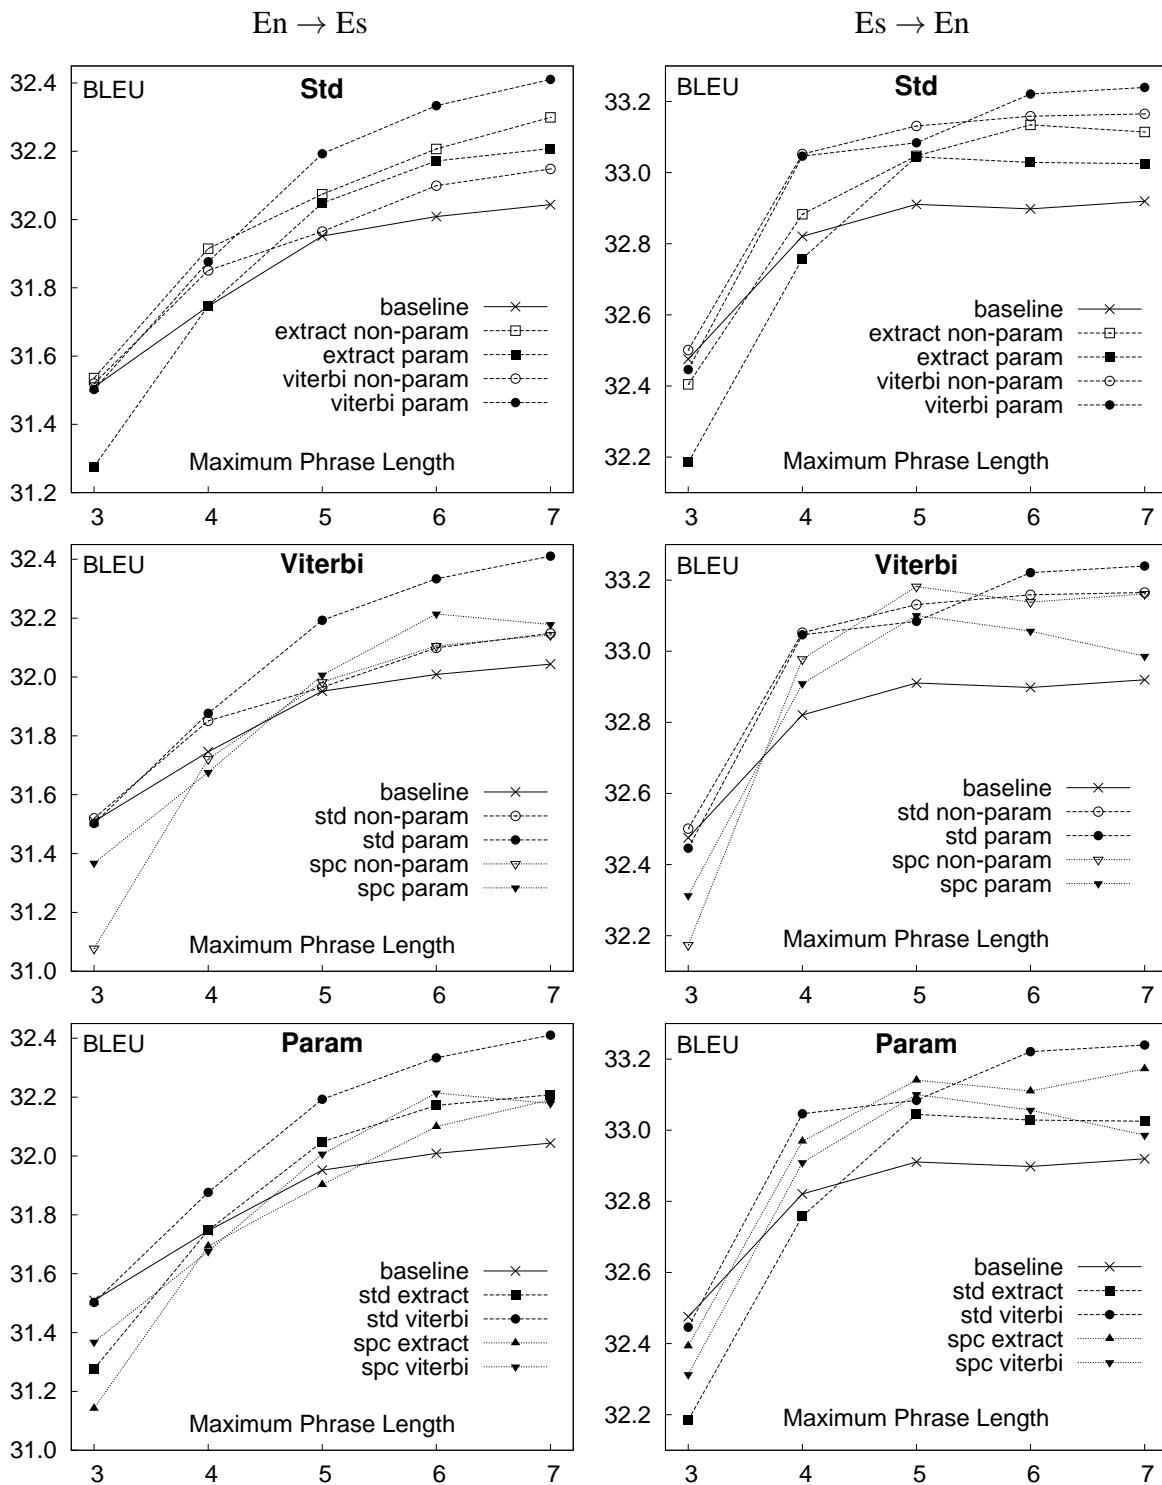 En → Es
Es → En
BLEU
Std
32.4
32.2
32.0
31.8
31.6
31.4
31.2
baseline
extract non-param
extract param
viterbi non-param
viterbi param
Maximum Phrase Length
3 4 5 6 7
BLEU
Std
33.2
33.0
32.8
32.6
32.4
32.2
baseline
extract non-param
extract param
viterbi non-param
viterbi param
Maximum Phrase Length
3 4 5 6 7
BLEU
Viterbi
32.4
32.2
32.0
31.8
31.6
31.4
31.2
31.0
baseline
std non-param
std param
spc non-param
spc param
Maximum Phrase Length
3 4 5 6 7
BLEU
Viterbi
33.2
33.0
32.8
32.6
32.4
32.2
baseline
std non-param
std param
spc non-param
spc param
Maximum Phrase Length
3 4 5 6 7
BLEU
Param
32.4
32.2
32.0
31.8
31.6
31.4
31.2
31.0
baseline
std extract
std viterbi
spc extract
spc viterbi
Maximum Phrase Length
3 4 5 6 7
BLEU
Param
33.2
33.0
32.8
32.6
32.4
32.2
baseline
std extract
std viterbi
spc extract
spc viterbi
Maximum Phrase Length
3 4 5 6 7